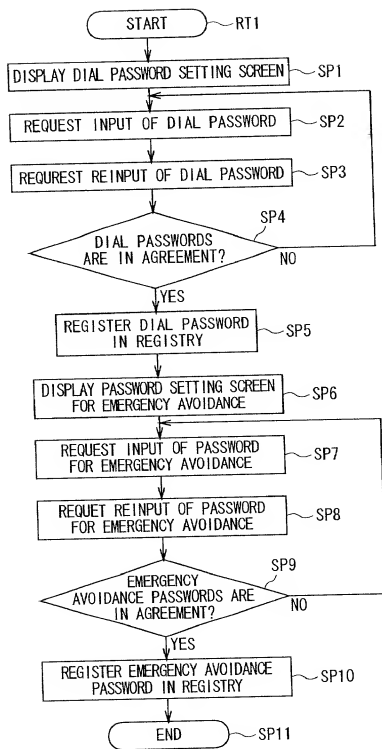 START
RT1
DISPLAY DIAL PASSWORD SETTING SCREEN
SP1
REQUEST INPUT OF DIAL PASSWORD
SP2
REQUREST REINPUT OF DIAL PASSWORD
SP3
SP4
DIAL PASSWORDS
ARE IN AGREEMENT?
NO
YES
REGISTER DIAL PASSWORD
IN REGISTRY
SP5
DISPLAY PASSWORD SETTING SCREEN
FOR EMERGENCY AVOIDANCE
SP6
REQUEST INPUT OF PASSWORD
FOR EMERGENCY AVOIDANCE
SP7
REQUET REINPUT OF PASSWORD
FOR EMERGENCY AVOIDANCE
SP8
SP9
EMERGENCY
AVOIDANCE PASSWORDS ARE
IN AGREEMENT?
NO
YES
REGISTER EMERGENCY AVOIDANCE
PASSWORD IN REGISTRY
SP10
END
SP11